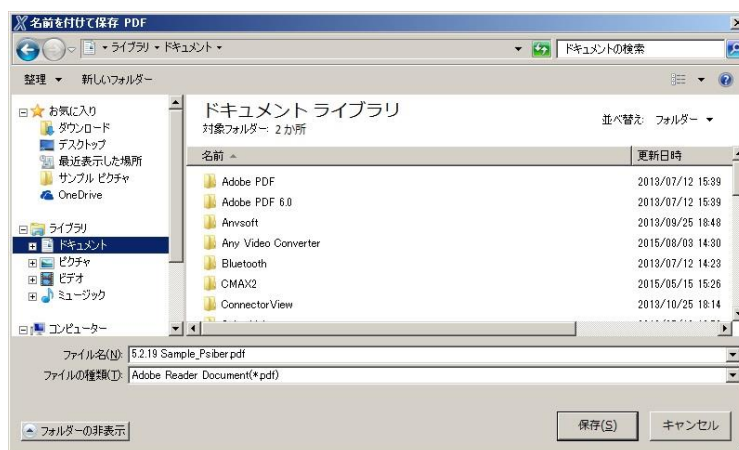 名前を付けて保存 PDF
ライブラリ ▸ ドキュメント ▸
ドキュメントの検索
整理 ▼ 新しいフォルダー
お気に入り
ダウンロード
デスクトップ
最近表示した場所
サンプル ピクチャ
OneDrive
ライブラリ
ドキュメント
ピクチャ
ビデオ
ミュージック
コンピューター
ドキュメント ライブラリ
対象フォルダー: 2 か所
並べ替え: フォルダー ▼
名前 更新日時
Adobe PDF 2013/07/12 15:39
Adobe PDF 6.0 2013/07/12 15:39
Anvsoft 2013/09/25 18:48
Any Video Converter 2015/08/03 14:30
Bluetooth 2013/07/12 14:23
CMAX2 2015/05/15 15:26
ConnectorView 2013/10/25 18:14
ファイル名(N): 5.2.19 Sample_Psiber.pdf
ファイルの種類(T): Adobe Reader Document(*.pdf)
フォルダーの非表示
保存(S) キャンセル